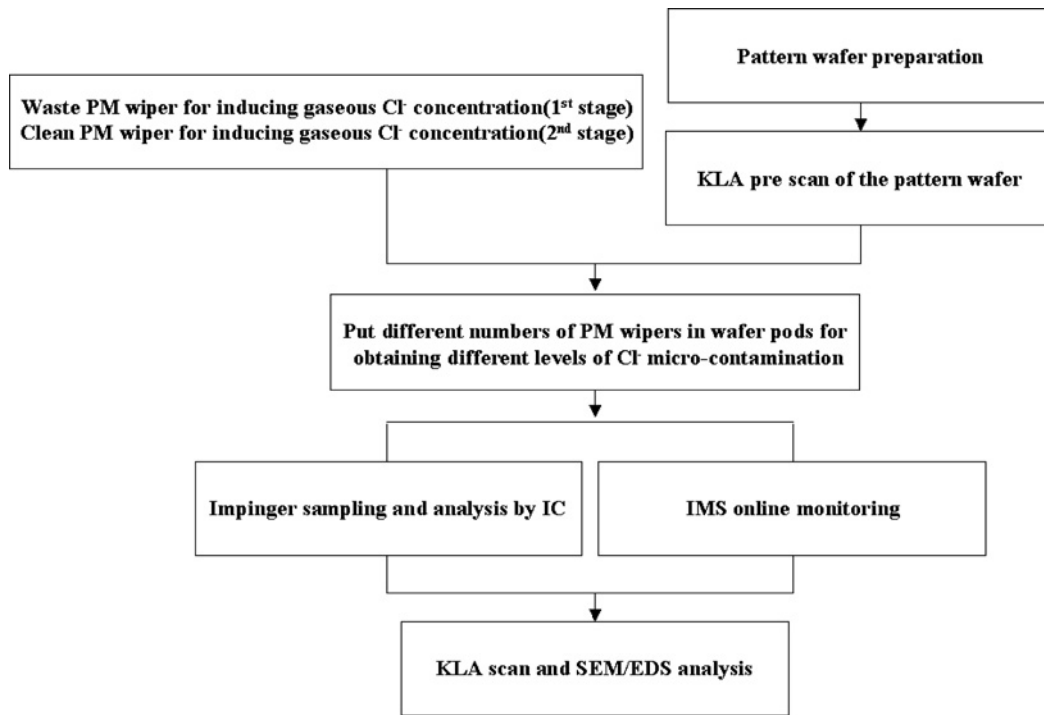 Pattern wafer preparation
Waste PM wiper for inducing gaseous Cl⁻ concentration(1st stage)
Clean PM wiper for inducing gaseous Cl⁻ concentration(2nd stage)
KLA pre scan of the pattern wafer
Put different numbers of PM wipers in wafer pods for
obtaining different levels of Cl⁻ micro-contamination
Impinger sampling and analysis by IC
IMS online monitoring
KLA scan and SEM/EDS analysis